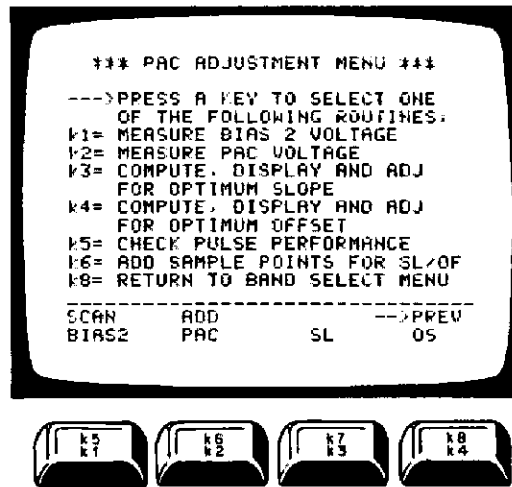 *** PAC ADJUSTMENT MENU ***
--->PRESS A KEY TO SELECT ONE
OF THE FOLLOWING ROUTINES:
k1= MEASURE BIAS 2 VOLTAGE
k2= MEASURE PAC VOLTAGE
k3= COMPUTE, DISPLAY AND ADJ
FOR OPTIMUM SLOPE
k4= COMPUTE, DISPLAY AND ADJ
FOR OPTIMUM OFFSET
k5= CHECK PULSE PERFORMANCE
k6= ADD SAMPLE POINTS FOR SL/OF
k8= RETURN TO BAND SELECT MENU
--------------------------------
SCAN ADD -->PREV
BIAS2 PAC SL OS
k5 k6 k7 k8
k1 k2 k3 k4